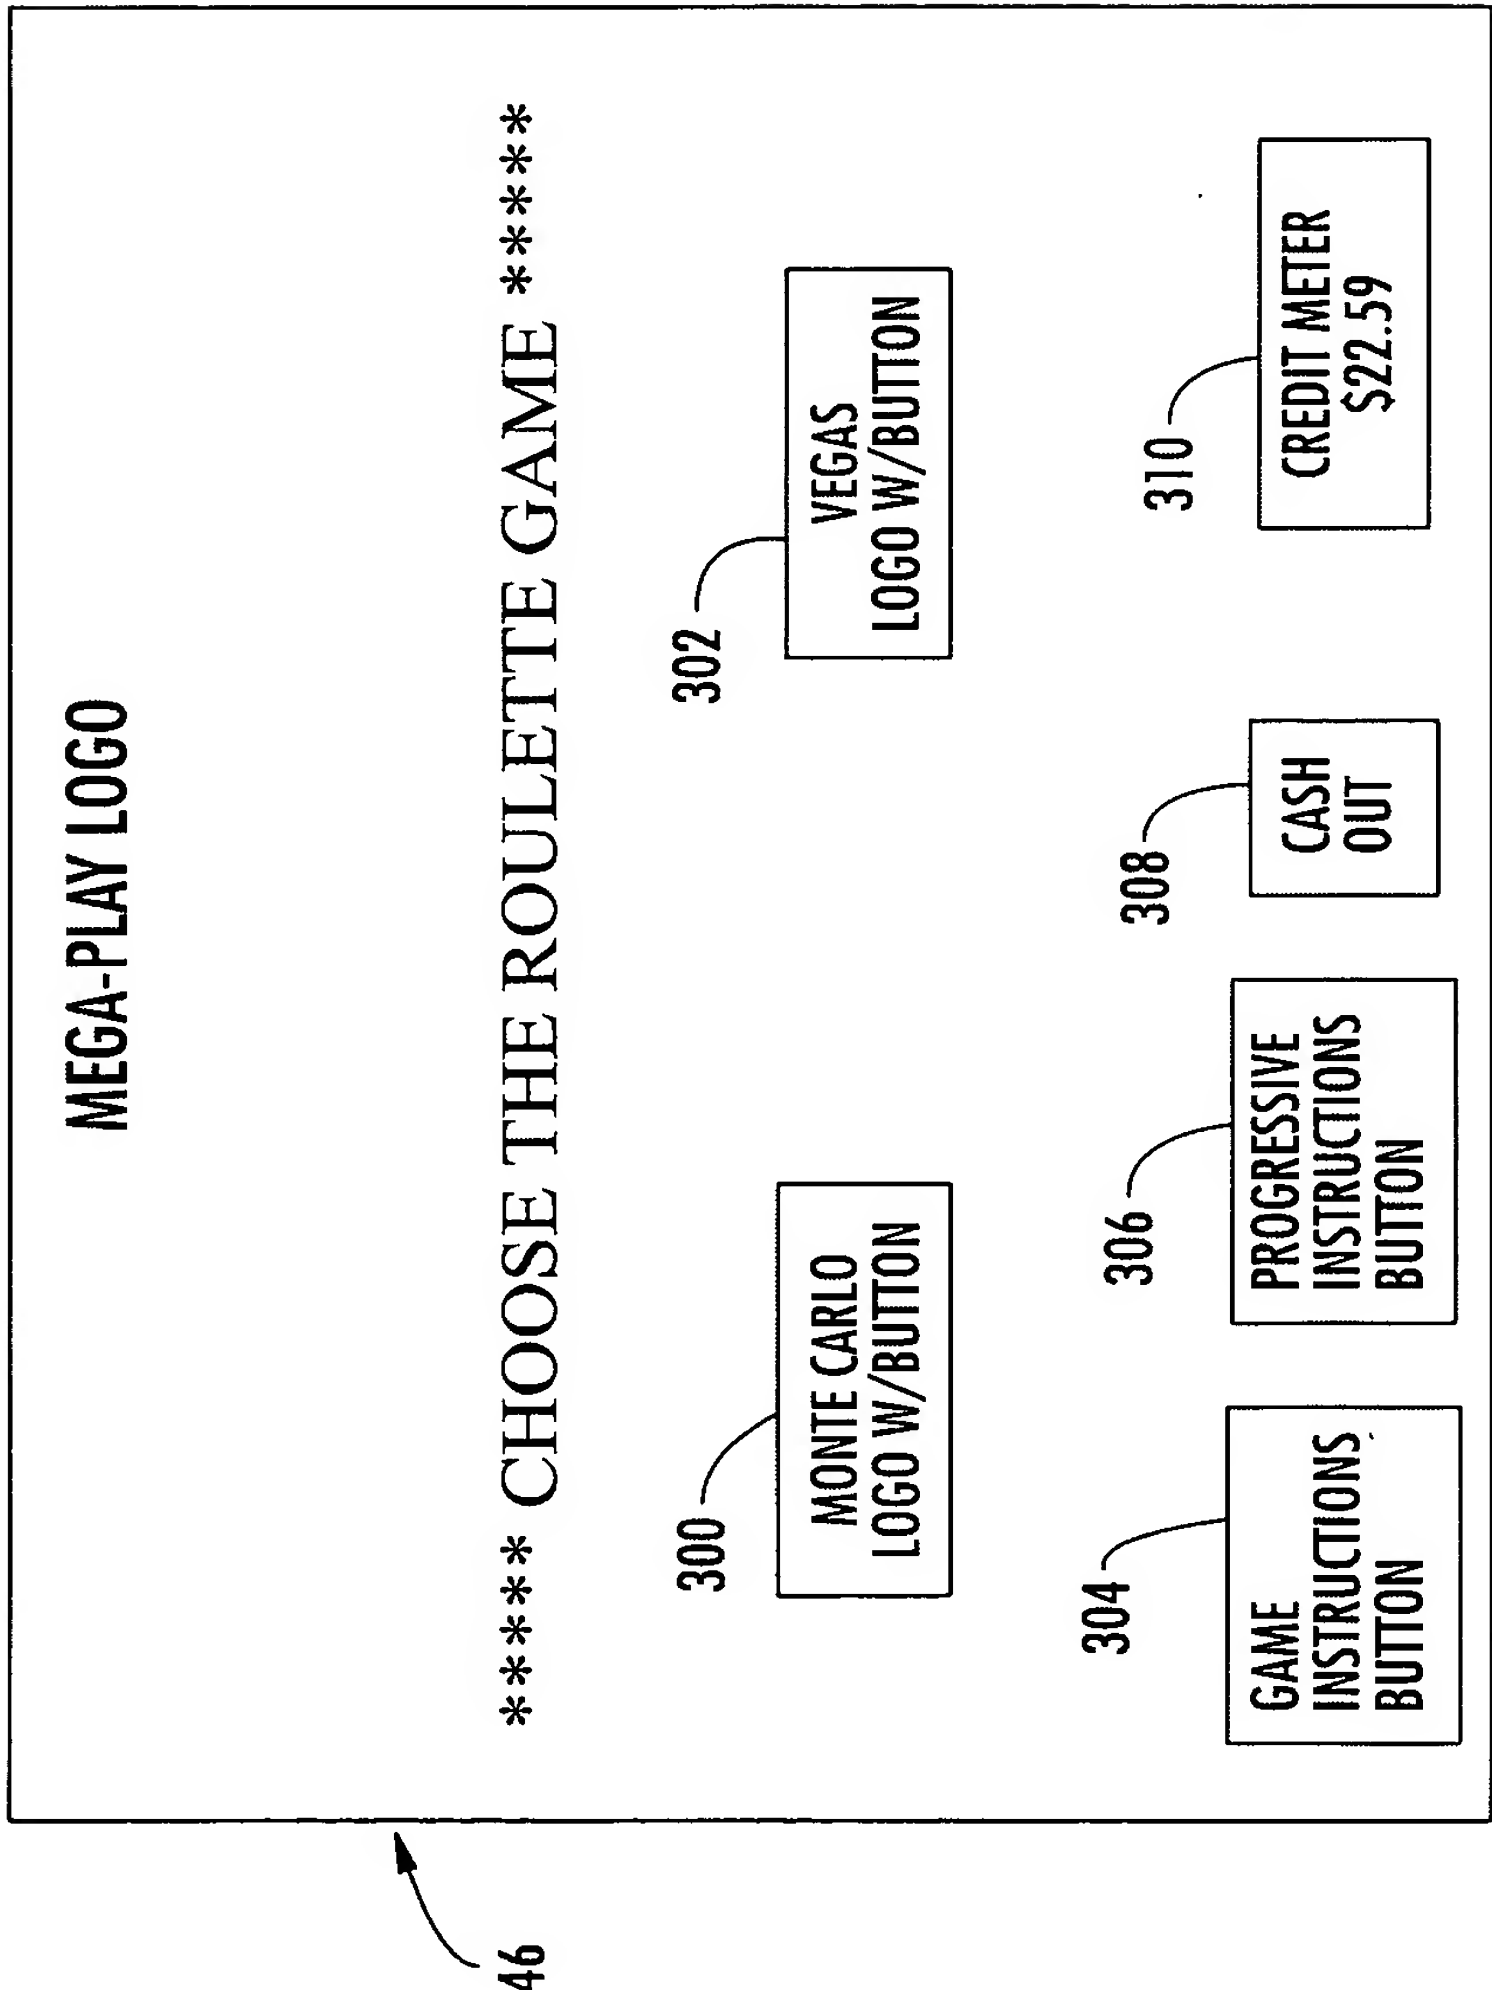 MEGA-PLAY LOGO
***** CHOOSE THE ROULETTE GAME *****
300
MONTE CARLO
LOGO W/BUTTON
302
VEGAS
LOGO W/BUTTON
304
GAME
INSTRUCTIONS
BUTTON
306
PROGRESSIVE
INSTRUCTIONS
BUTTON
308
CASH
OUT
310
CREDIT METER
$22.59
46